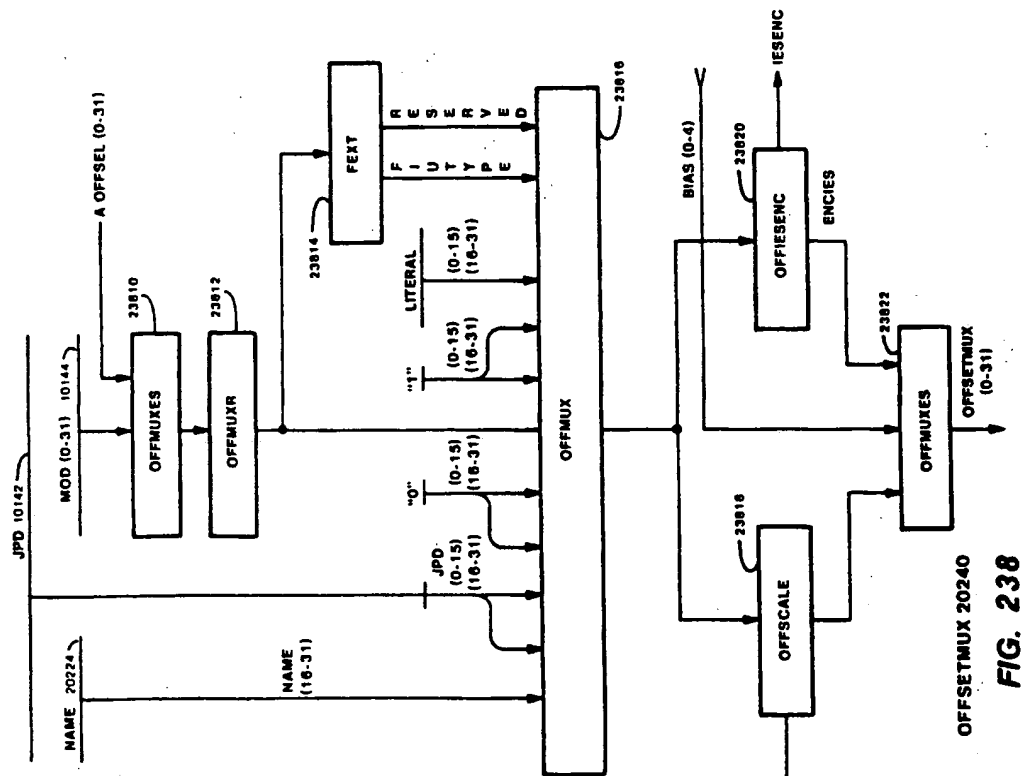 JPD 10142
NAME 20224
MOD (0-31) 10144
A OFFSEL (0-31)
OFFMUXES
23810
OFFMUXR
23812
23814
FEXT
NAME
(16-31)
JPD
(0-15)
(16-31)
"0"
(0-15)
(16-31)
"1"
(0-15)
(16-31)
LITERAL
(0-15)
(16-31)
FIUTYPE
RESERVED
OFFMUX
23816
BIAS (0-4)
OFFSCALE
23818
OFFIESENC
23820
IESENC
ENCIES
OFFMUXES
23822
OFFSETMUX
(0-31)
OFFSETMUX 20240
FIG. 238